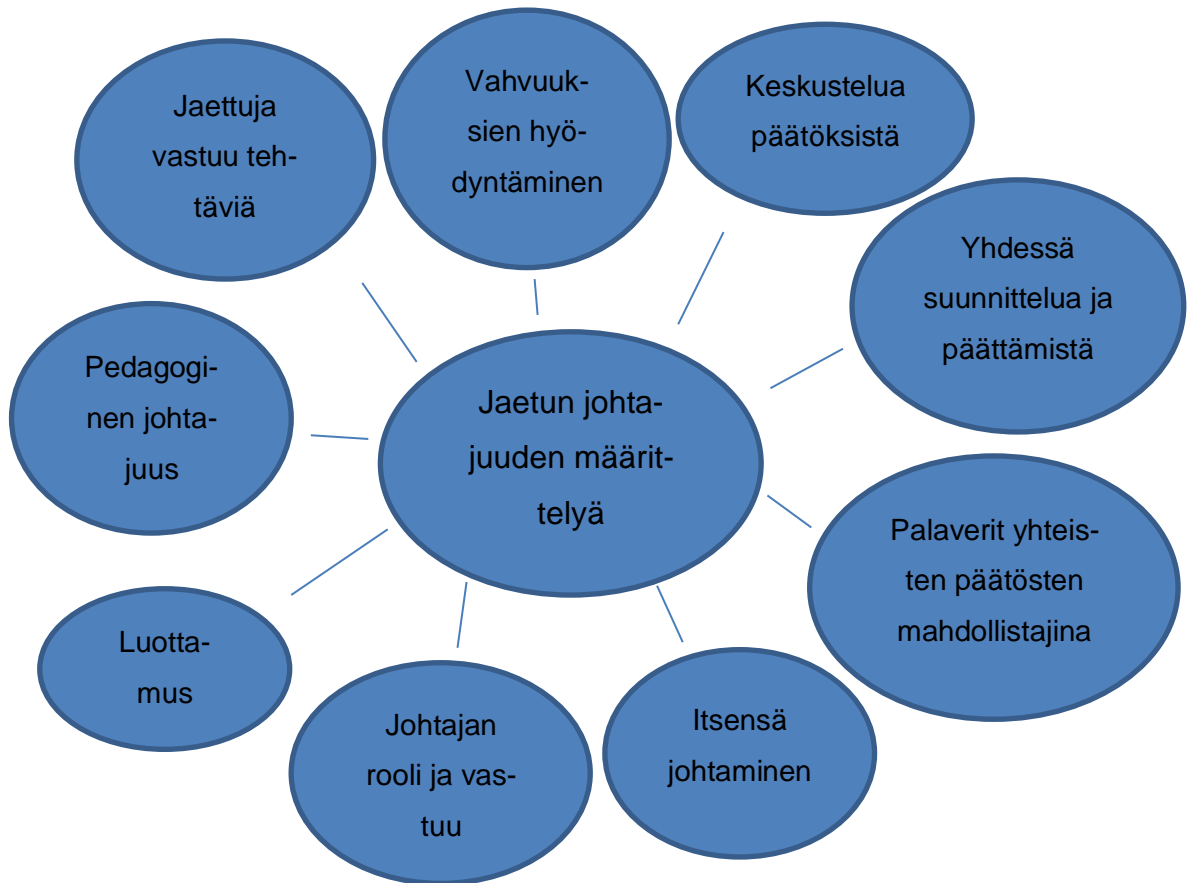 Jaettuja
vastuu teh-
täviä
Vahvuuk-
sien hyö-
dyntäminen
Keskustelua
päätöksistä
Yhdessä
suunnittelua ja
päättämistä
Pedagogi-
nen johta-
juus
Jaetun johta-
juuden määrit-
telyä
Palaverit yhteis-
ten päätösten
mahdollistajina
Luotta-
mus
Johtajan
rooli ja vas-
tuu
Itsensä
johtaminen